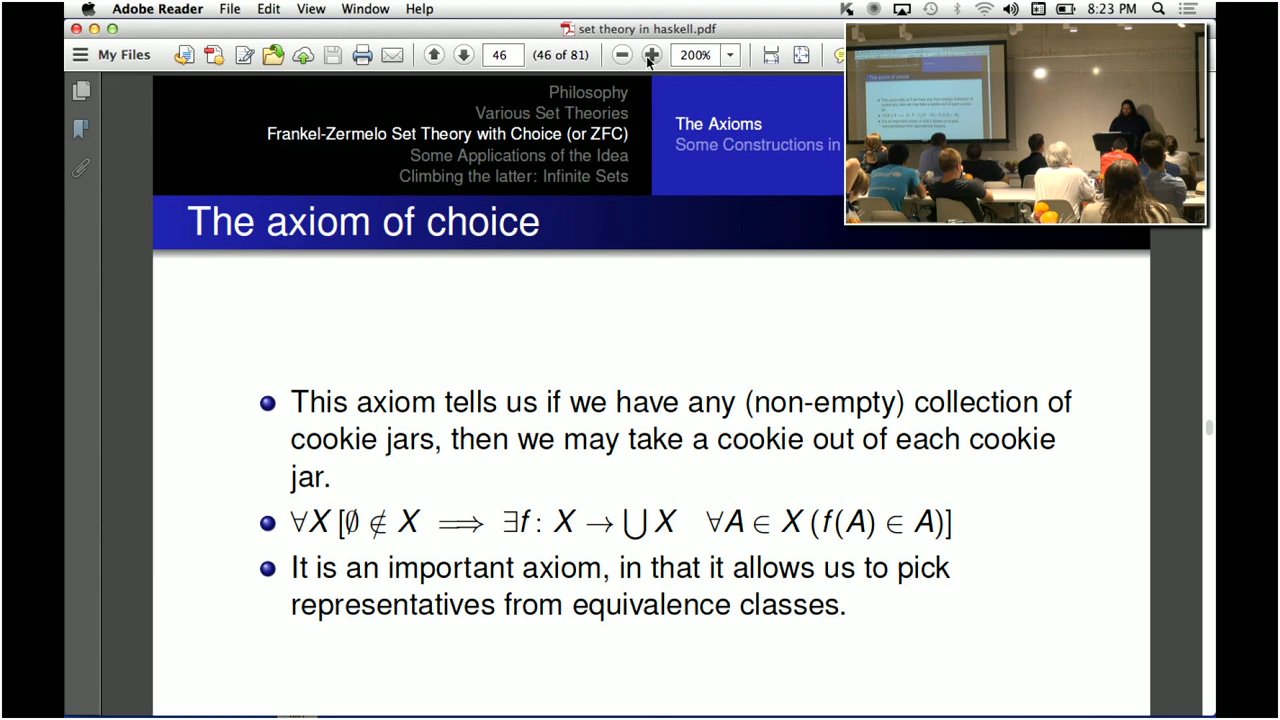 Adobe Reader File Edit View Window Help 8:23 PM
set theory in haskell.pdf
My Files 46 (46 of 81) 200%
Philosophy
Various Set Theories
Frankel-Zermelo Set Theory with Choice (or ZFC)
Some Applications of the Idea
Climbing the latter: Infinite Sets
The Axioms
Some Constructions in
The axiom of choice
This axiom tells us if we have any (non-empty) collection of
cookie jars, then we may take a cookie out of each cookie
jar.
∀X [∅ ∉ X ⟹ ∃f : X → ⋃ X ∀A ∈ X (f(A) ∈ A)]
It is an important axiom, in that it allows us to pick
representatives from equivalence classes.